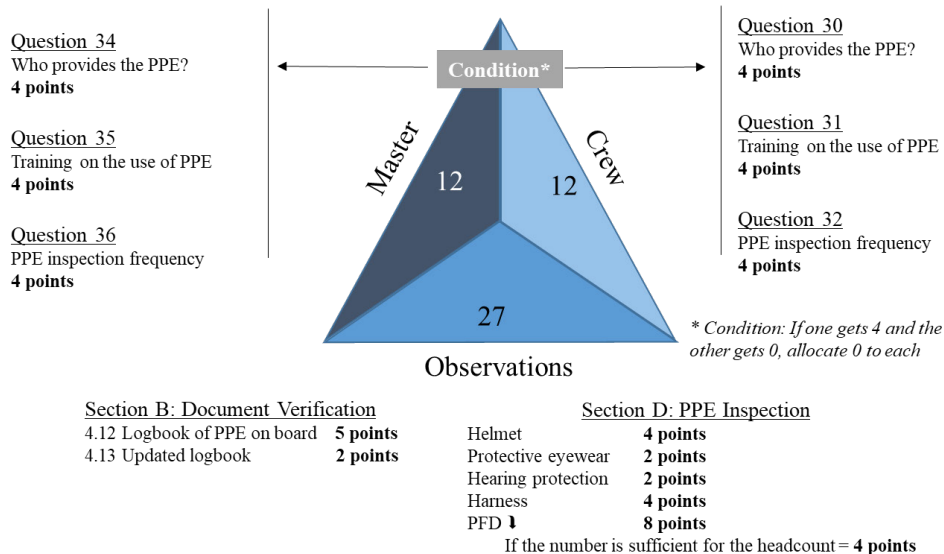 Question 34
Who provides the PPE?
4 points
Question 35
Training on the use of PPE
4 points
Question 36
PPE inspection frequency
4 points
Condition*
Master
12
Crew
12
27
Observations
Question 30
Who provides the PPE?
4 points
Question 31
Training on the use of PPE
4 points
Question 32
PPE inspection frequency
4 points
* Condition: If one gets 4 and the
other gets 0, allocate 0 to each
Section B: Document Verification
4.12 Logbook of PPE on board 5 points
4.13 Updated logbook 2 points
Section D: PPE Inspection
Helmet 4 points
Protective eyewear 2 points
Hearing protection 2 points
Harness 4 points
PFD 8 points
If the number is sufficient for the headcount = 4 points